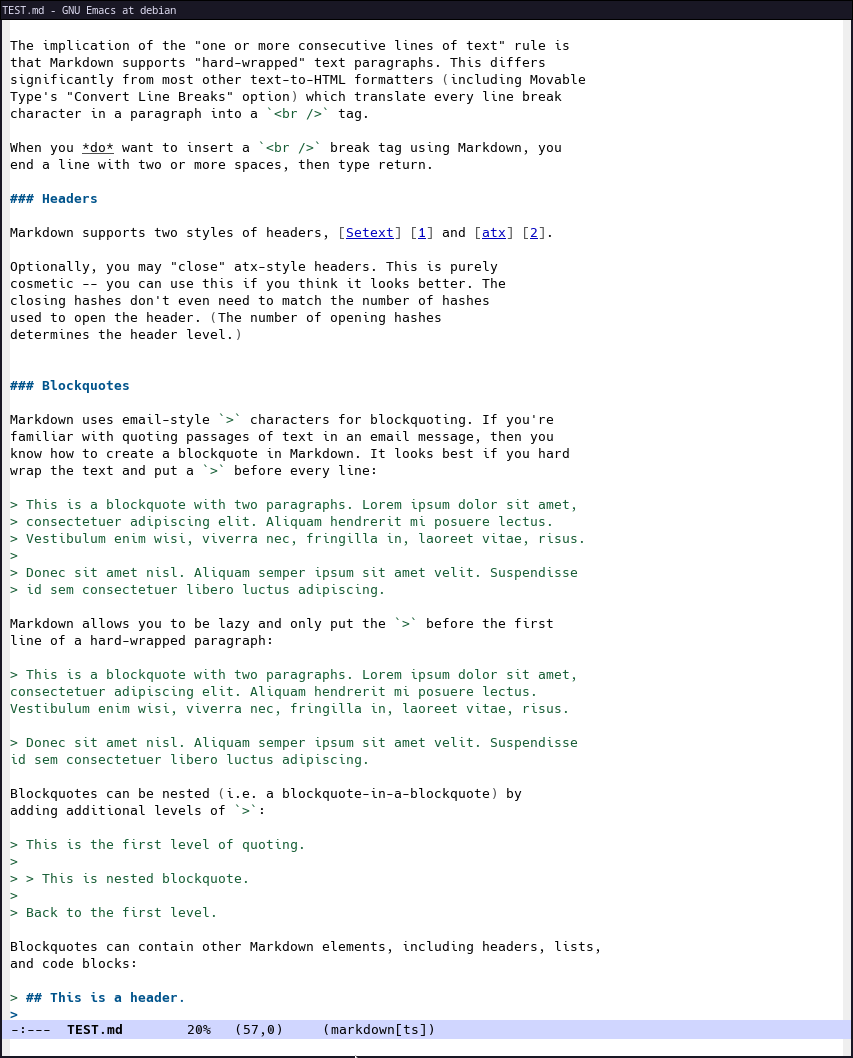 TEST.md - GNU Emacs at debian
The implication of the "one or more consecutive lines of text" rule is
that Markdown supports "hard-wrapped" text paragraphs. This differs
significantly from most other text-to-HTML formatters (including Movable
Type's "Convert Line Breaks" option) which translate every line break
character in a paragraph into a `<br />` tag.
When you *do* want to insert a `<br />` break tag using Markdown, you
end a line with two or more spaces, then type return.
### Headers
Markdown supports two styles of headers, [Setext] [1] and [atx] [2].
Optionally, you may "close" atx-style headers. This is purely
cosmetic -- you can use this if you think it looks better. The
closing hashes don't even need to match the number of hashes
used to open the header. (The number of opening hashes
determines the header level.)
### Blockquotes
Markdown uses email-style `>` characters for blockquoting. If you're
familiar with quoting passages of text in an email message, then you
know how to create a blockquote in Markdown. It looks best if you hard
wrap the text and put a `>` before every line:
> This is a blockquote with two paragraphs. Lorem ipsum dolor sit amet,
> consectetuer adipiscing elit. Aliquam hendrerit mi posuere lectus.
> Vestibulum enim wisi, viverra nec, fringilla in, laoreet vitae, risus.
>
> Donec sit amet nisl. Aliquam semper ipsum sit amet velit. Suspendisse
> id sem consectetuer libero luctus adipiscing.
Markdown allows you to be lazy and only put the `>` before the first
line of a hard-wrapped paragraph:
> This is a blockquote with two paragraphs. Lorem ipsum dolor sit amet,
consectetuer adipiscing elit. Aliquam hendrerit mi posuere lectus.
Vestibulum enim wisi, viverra nec, fringilla in, laoreet vitae, risus.
> Donec sit amet nisl. Aliquam semper ipsum sit amet velit. Suspendisse
id sem consectetuer libero luctus adipiscing.
Blockquotes can be nested (i.e. a blockquote-in-a-blockquote) by
adding additional levels of `>`:
> This is the first level of quoting.
>
> > This is nested blockquote.
>
> Back to the first level.
Blockquotes can contain other Markdown elements, including headers, lists,
and code blocks:
> ## This is a header.
>
-:--- TEST.md 20% (57,0) (markdown[ts])